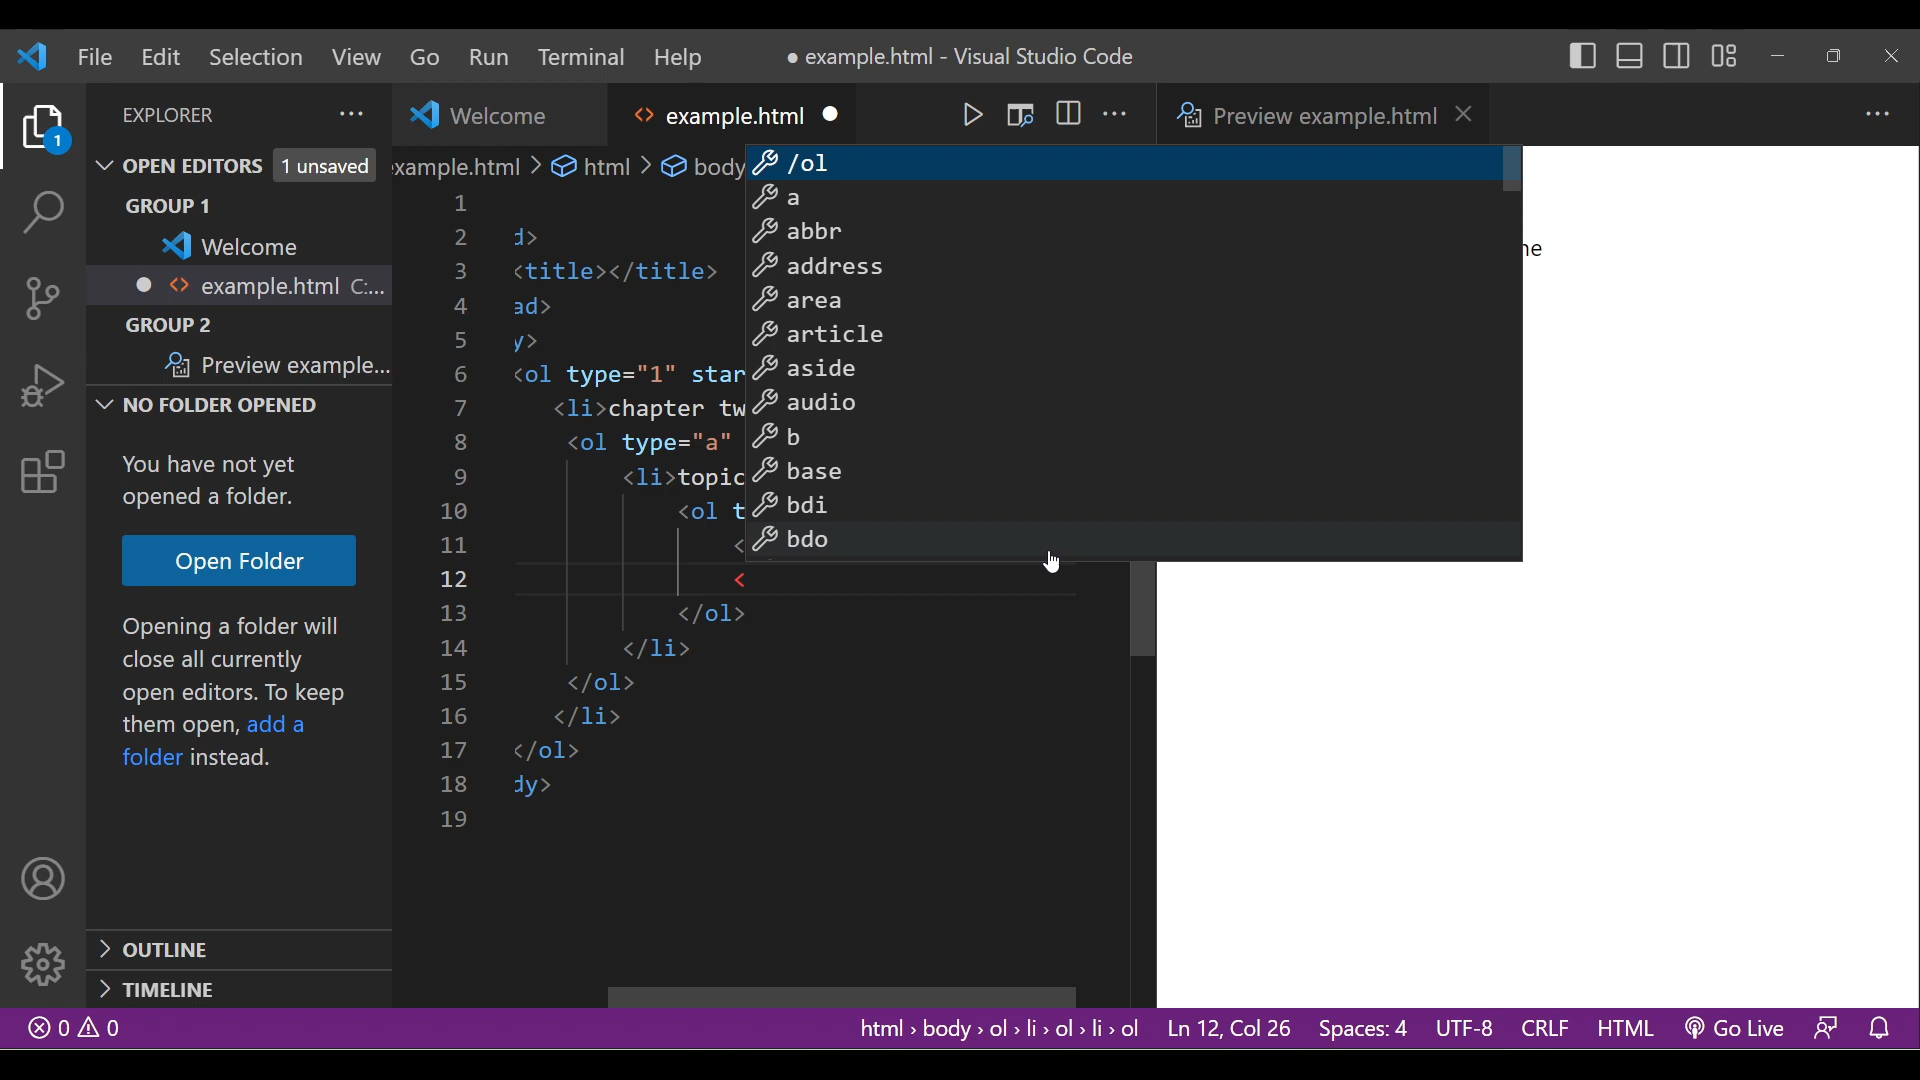 File Edit Selection View Go Run Terminal Help ● example.html - Visual Studio Code
EXPLORER ···
OPEN EDITORS 1 unsaved
GROUP 1
Welcome
example.html C:...
GROUP 2
Preview example...
NO FOLDER OPENED
You have not yet
opened a folder.
Open Folder
Opening a folder will
close all currently
open editors. To keep
them open, add a
folder instead.
OUTLINE
TIMELINE
Welcome example.html ● Preview example.html
xample.html > html > body
1
2 d>
3 <title></title>
4 ad>
5 y>
6 <ol type="1" star
7 <li>chapter tw
8 <ol type="a"
9 <li>topic
10 <ol t
11 <
12 <
13 </ol>
14 </li>
15 </ol>
16 </li>
17 </ol>
18 dy>
19
/ol
a
abbr
address
area
article
aside
audio
b
base
bdi
bdo
ne
1
0 0 html › body › ol › li › ol › li › ol Ln 12, Col 26 Spaces: 4 UTF-8 CRLF HTML Go Live